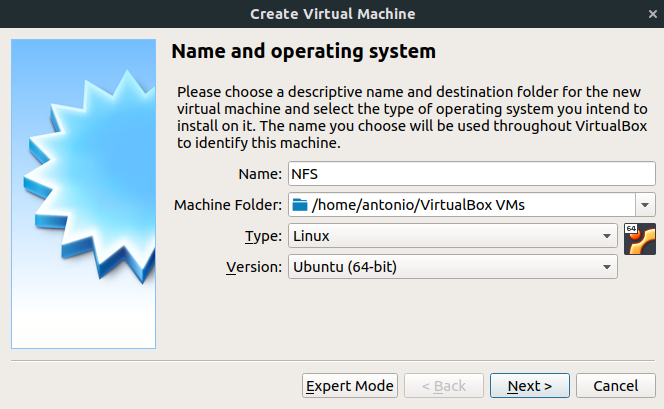 Create Virtual Machine
Name and operating system
Please choose a descriptive name and destination folder for the new
virtual machine and select the type of operating system you intend to
install on it. The name you choose will be used throughout VirtualBox
to identify this machine.
Name: NFS
Machine Folder: /home/antonio/VirtualBox VMs
Type: Linux
64
Version: Ubuntu (64-bit)
Expert Mode < Back Next > Cancel